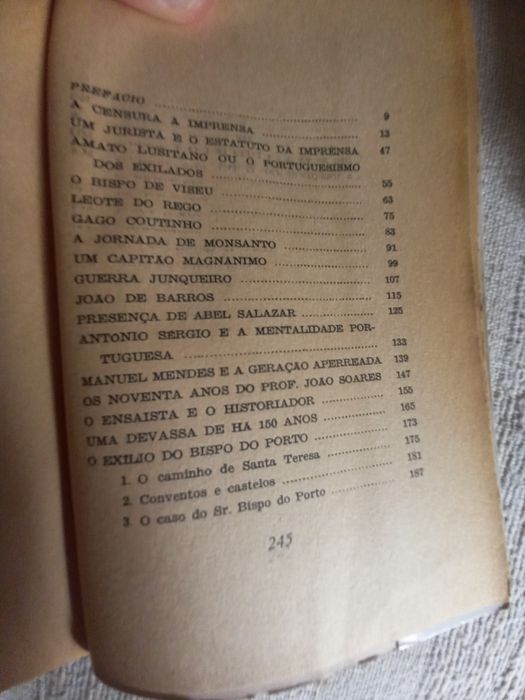 PREFÁCIO ........ 9
A CENSURA A IMPRENSA ........ 13
UM JURISTA E O ESTATUTO DA IMPRENSA 47
AMATO LUSITANO OU O PORTUGUESISMO
DOS EXILADOS ........ 55
O BISPO DE VISEU ........ 63
LEOTE DO REGO ........ 75
GAGO COUTINHO ........ 83
A JORNADA DE MONSANTO ........ 91
UM CAPITÃO MAGNANIMO ........ 99
GUERRA JUNQUEIRO ........ 107
JOÃO DE BARROS ........ 115
PRESENÇA DE ABEL SALAZAR ........ 125
ANTONIO SERGIO E A MENTALIDADE POR-
TUGUESA ........ 133
MANUEL MENDES E A GERAÇÃO APERREADA 139
OS NOVENTA ANOS DO PROF. JOÃO SOARES 147
O ENSAISTA E O HISTORIADOR ........ 155
UMA DEVASSA DE HÁ 150 ANOS ........ 165
O EXILIO DO BISPO DO PORTO ........ 173
1. O caminho de Santa Teresa ........ 175
2. Conventos e castelos ........ 181
3. O caso do Sr. Bispo do Porto ........ 187
245